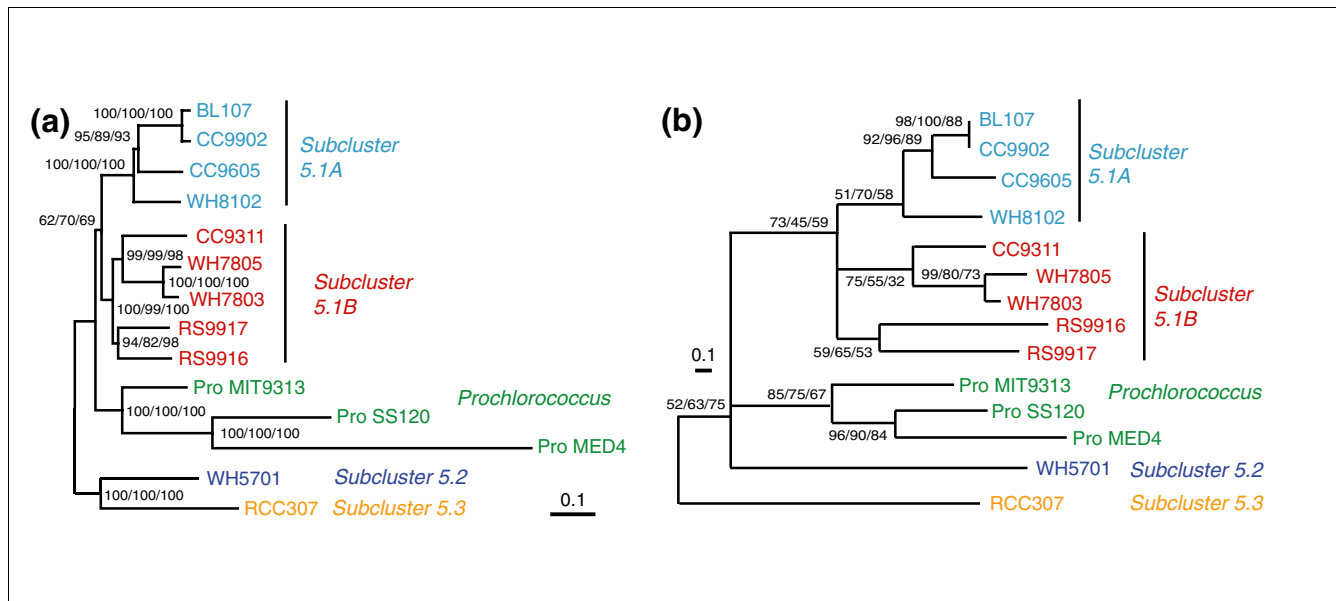 (a)
100/100/100
BL107
95/89/93
CC9902
100/100/100
CC9605
WH8102
Subcluster
5.1A
62/70/69
CC9311
99/99/98
WH7805
100/100/100
WH7803
100/99/100
RS9917
94/82/98
RS9916
Subcluster
5.1B
Pro MIT9313
100/100/100
Pro SS120
Prochlorococcus
100/100/100
Pro MED4
WH5701
Subcluster 5.2
100/100/100
RCC307
Subcluster 5.3
0.1
(b)
98/100/88
BL107
92/96/89
CC9902
CC9605
51/70/58
WH8102
Subcluster
5.1A
73/45/59
CC9311
99/80/73
WH7805
75/55/32
WH7803
RS9916
59/65/53
RS9917
Subcluster
5.1B
0.1
85/75/67
Pro MIT9313
Prochlorococcus
52/63/75
Pro SS120
96/90/84
Pro MED4
WH5701
Subcluster 5.2
RCC307
Subcluster 5.3